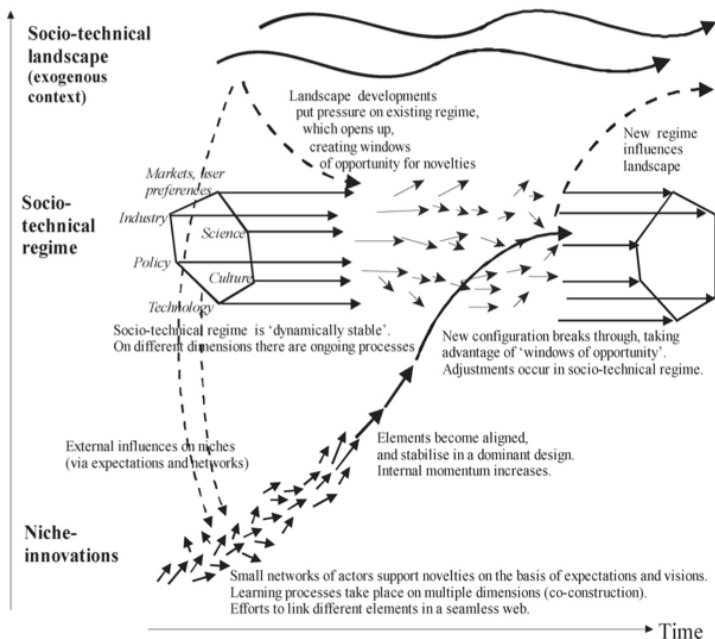 Socio-technical
landscape
(exogenous
context)
Landscape developments
put pressure on existing regime,
which opens up,
creating windows
of opportunity for novelties
New regime
influences
landscape
Markets, user
preferences
Socio-
technical
regime
Industry
Science
Policy
Culture
Technology
Socio-technical regime is ‘dynamically stable’.
On different dimensions there are ongoing processes
New configuration breaks through, taking
advantage of ‘windows of opportunity’.
Adjustments occur in socio-technical regime.
External influences on niches
(via expectations and networks)
Elements become aligned,
and stabilise in a dominant design.
Internal momentum increases.
Niche-
innovations
Small networks of actors support novelties on the basis of expectations and visions.
Learning processes take place on multiple dimensions (co-construction).
Efforts to link different elements in a seamless web.
Time